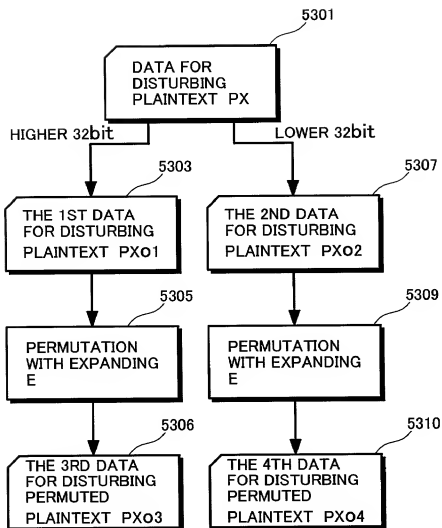 5301
DATA FOR
DISTURBING
PLAINTEXT PX
HIGHER 32bit
LOWER 32bit
5303
THE 1ST DATA
FOR DISTURBING
PLAINTEXT PXo1
5307
THE 2ND DATA
FOR DISTURBING
PLAINTEXT PXo2
5305
PERMUTATION
WITH EXPANDING
E
5309
PERMUTATION
WITH EXPANDING
E
5306
THE 3RD DATA
FOR DISTURBING
PERMUTED
PLAINTEXT PXo3
5310
THE 4TH DATA
FOR DISTURBING
PERMUTED
PLAINTEXT PXo4